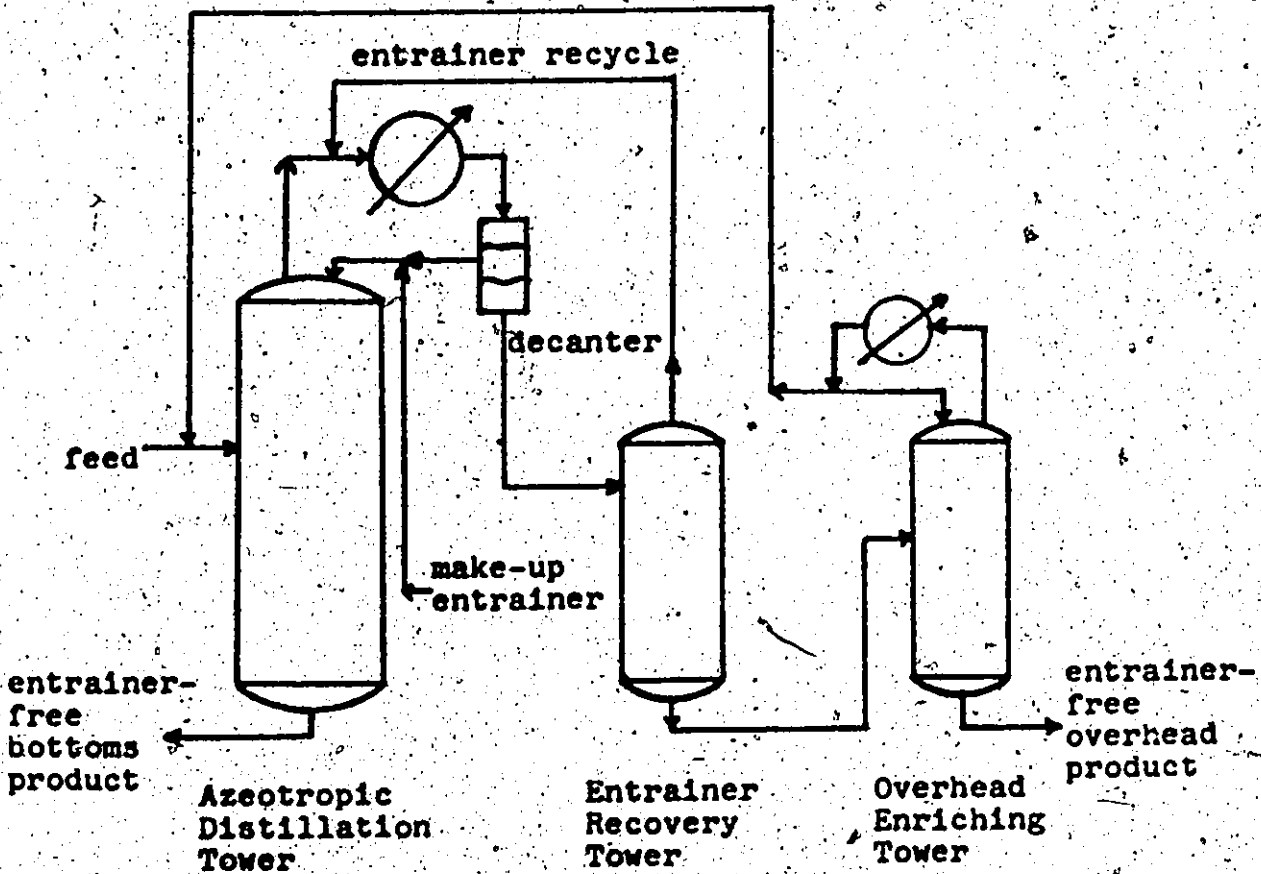 entrainer recycle
decanter
feed
make-up
entrainer
entrainer-
free
bottoms
product
entrainer-
free
overhead
product
Azeotropic
Distillation
Tower
Entrainer
Recovery
Tower
Overhead
Enriching
Tower